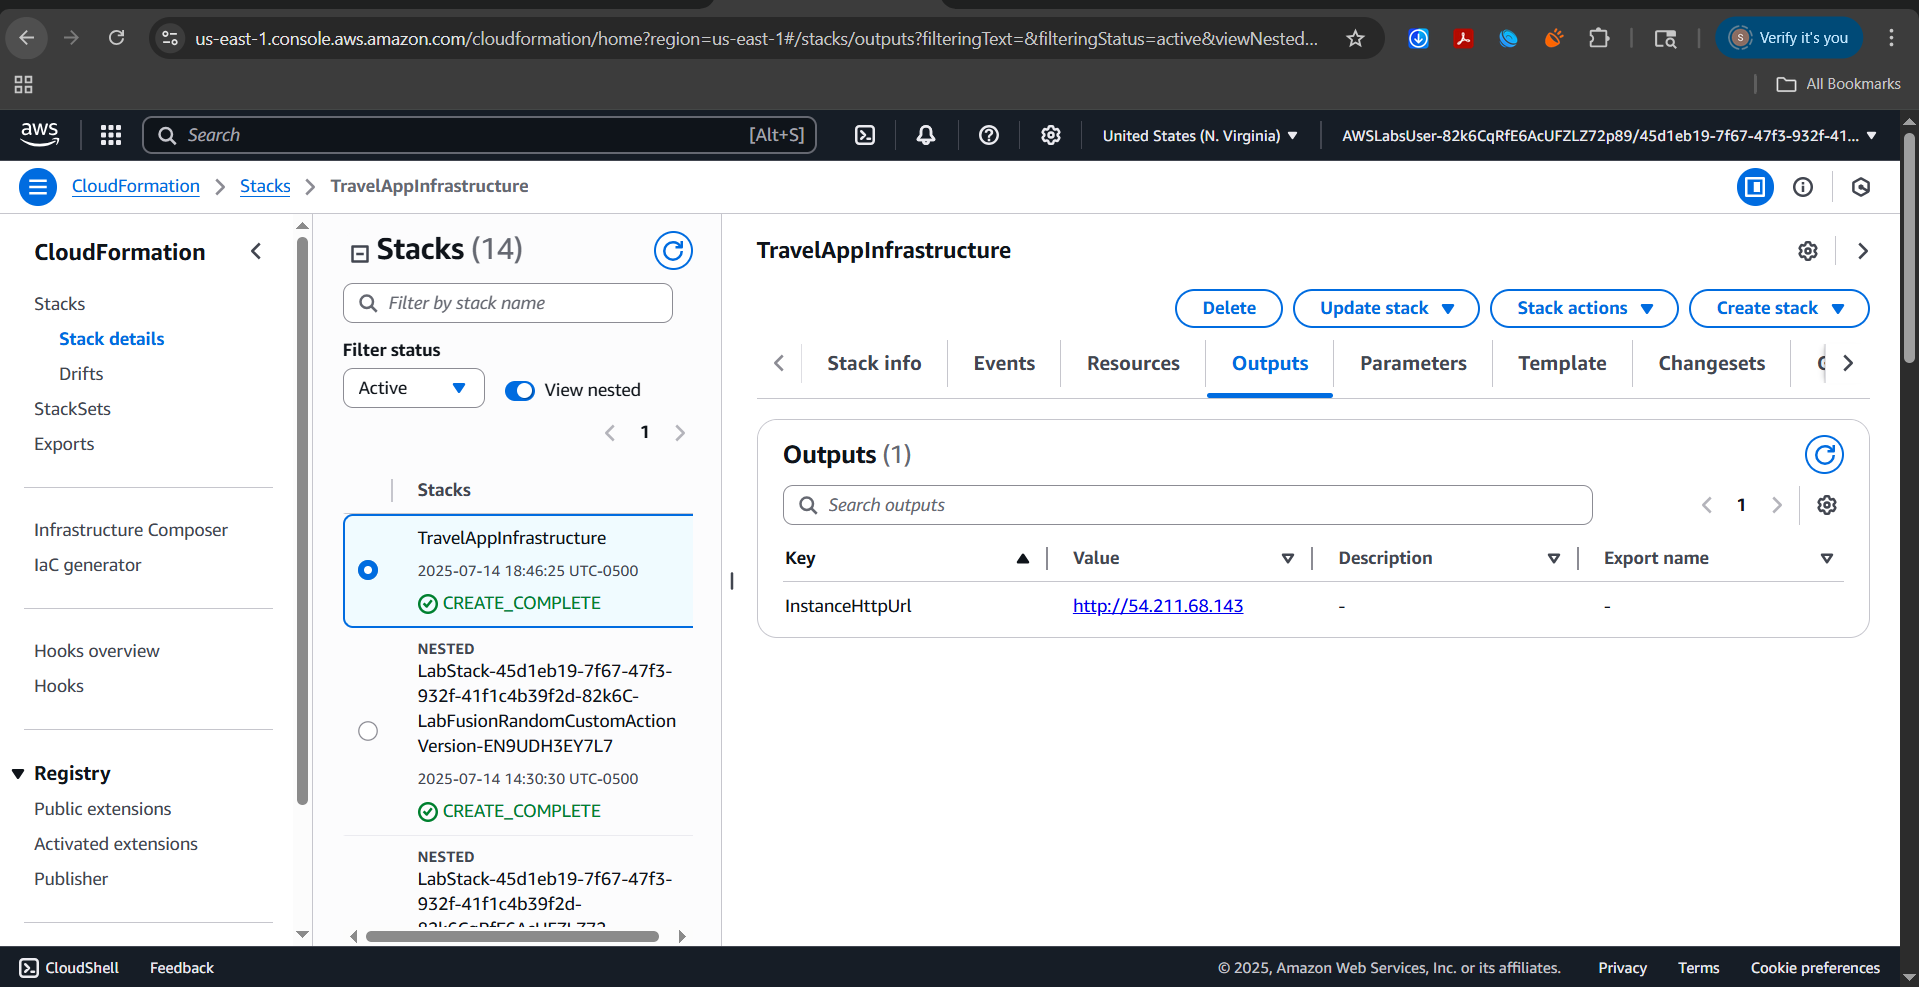 us-east-1.console.aws.amazon.com/cloudformation/home?region=us-east-1#/stacks/outputs?filteringText=&filteringStatus=active&viewNested...
S
Verify it's you
All Bookmarks
aws
Search
[Alt+S]
United States (N. Virginia)
AWSLabsUser-82k6CqRfE6AcUFZLZ72p89/45d1eb19-7f67-47f3-932f-41...
CloudFormation
Stacks
TravelAppInfrastructure
CloudFormation
Stacks
Stack details
Drifts
StackSets
Exports
Infrastructure Composer
IaC generator
Hooks overview
Hooks
Registry
Public extensions
Activated extensions
Publisher
Stacks (14)
Filter by stack name
Filter status
Active
View nested
1
Stacks
TravelAppInfrastructure
2025-07-14 18:46:25 UTC-0500
CREATE_COMPLETE
NESTED
LabStack-45d1eb19-7f67-47f3-
932f-41f1c4b39f2d-82k6C-
LabFusionRandomCustomAction
Version-EN9UDH3EY7L7
2025-07-14 14:30:30 UTC-0500
CREATE_COMPLETE
NESTED
LabStack-45d1eb19-7f67-47f3-
932f-41f1c4b39f2d-
TravelAppInfrastructure
Delete
Update stack
Stack actions
Create stack
Stack info
Events
Resources
Outputs
Parameters
Template
Changesets
Outputs (1)
Search outputs
1
Key
Value
Description
Export name
InstanceHttpUrl
http://54.211.68.143
-
-
CloudShell
Feedback
© 2025, Amazon Web Services, Inc. or its affiliates.
Privacy
Terms
Cookie preferences